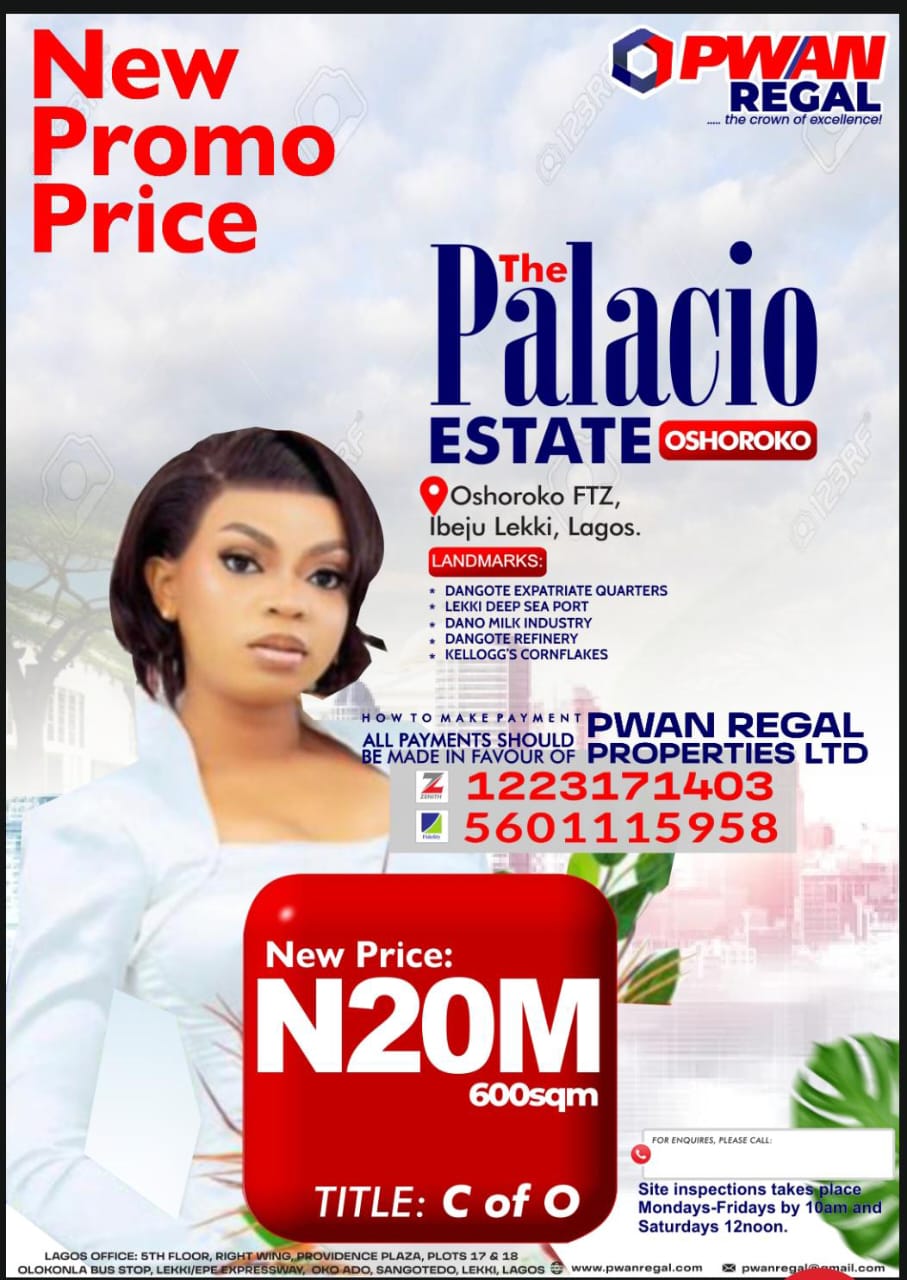 New
Promo
Price
PWAN
REGAL
..... the crown of excellence!
The
Palacio
ESTATE OSHOROKO
Oshoroko FTZ,
Ibeju Lekki, Lagos.
LANDMARKS:
* DANGOTE EXPATRIATE QUARTERS
* LEKKI DEEP SEA PORT
* DANO MILK INDUSTRY
* DANGOTE REFINERY
* KELLOGG'S CORNFLAKES
HOW TO MAKE PAYMENT
ALL PAYMENTS SHOULD
BE MADE IN FAVOUR OF
PWAN REGAL
PROPERTIES LTD
ZENITH 1223171403
Fidelity 5601115958
New Price:
N20M
600sqm
TITLE: C of O
FOR ENQUIRES, PLEASE CALL:
Site inspections takes place
Mondays-Fridays by 10am and
Saturdays 12noon.
LAGOS OFFICE: 5TH FLOOR, RIGHT WING, PROVIDENCE PLAZA, PLOTS 17 & 18
OLOKONLA BUS STOP, LEKKI/EPE EXPRESSWAY, OKO ADO, SANGOTEDO, LEKKI, LAGOS www.pwanregal.com pwanregal@gmail.com
123RF
123RF